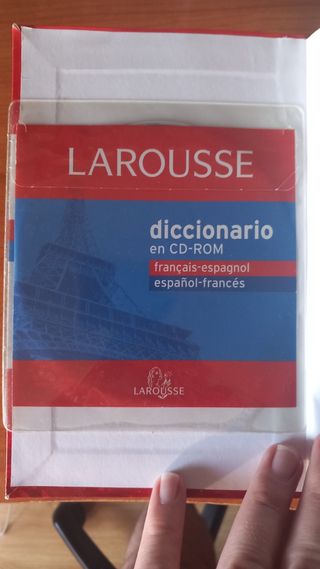 LAROUSSE
diccionario
en CD-ROM
français-espagnol
español-francés
LAROUSSE